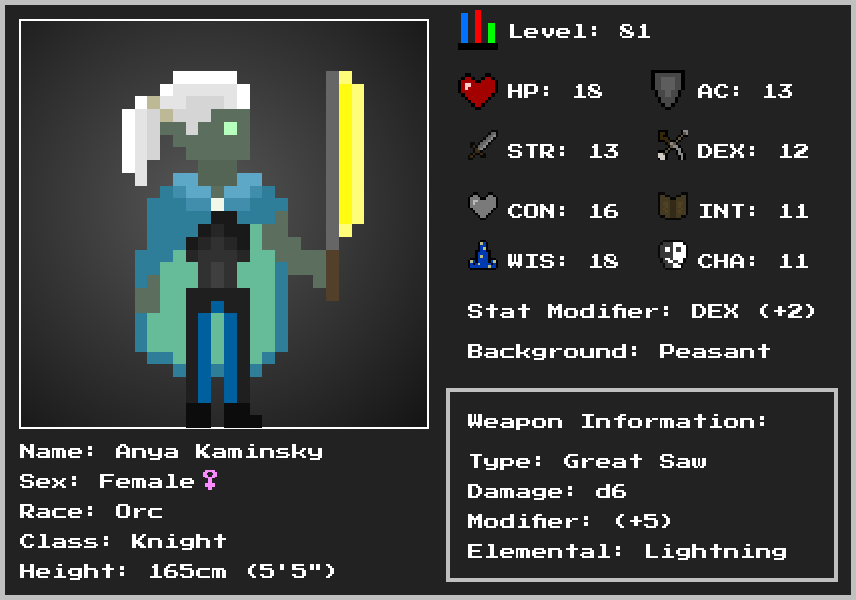 Level: 81
HP: 18 AC: 13
STR: 13 DEX: 12
CON: 16 INT: 11
WIS: 18 CHA: 11
Stat Modifier: DEX (+2)
Background: Peasant
Weapon Information:
Type: Great Saw
Damage: d6
Modifier: (+5)
Elemental: Lightning
Name: Anya Kaminsky
Sex: Female♀
Race: Orc
Class: Knight
Height: 165cm (5'5")